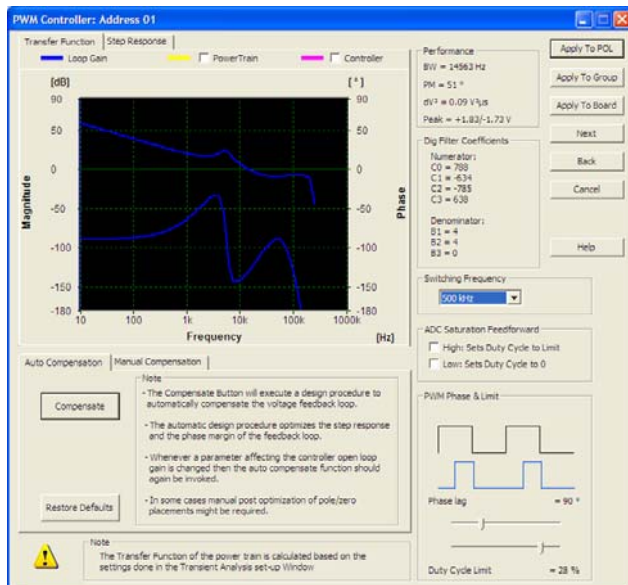 PWM Controller: Address 01
Transfer Function
Step Response
Loop Gain
PowerTrain
Controller
[dB]
[°]
90
50
0
-50
-100
-150
-180
90
50
0
-50
-100
-150
-180
Magnitude
Phase
10
100
1k
10k
100k
1000k
Frequency
[Hz]
Performance
BW = 14563 Hz
PM = 51 °
dV² = 0.09 V²µs
Peak = +1.83/-1.73 V
Dig Filter Coefficients
Numerator:
C0 = 788
C1 = -634
C2 = -785
C3 = 638
Denominator:
B1 = 4
B2 = 4
B3 = 0
Apply To POL
Apply To Group
Apply To Board
Next
Back
Cancel
Help
Switching Frequency
500 kHz
ADC Saturation Feedforward
High: Sets Duty Cycle to Limit
Low: Sets Duty Cycle to 0
PWM Phase & Limit
Phase lag = 90 °
Duty Cycle Limit = 28 %
Auto Compensation
Manual Compensation
Compensate
Restore Defaults
Note
- The Compensate Button will execute a design procedure to
automatically compensate the voltage feedback loop.
- The automatic design procedure optimizes the step response
and the phase margin of the feedback loop.
- Whenever a parameter affecting the controller open loop
gain is changed then the auto compensate function should
again be invoked.
- In some cases manual post optimization of pole/zero
placements might be required.
Note
The Transfer Function of the power train is calculated based on the
settings done in the Transient Analysis set-up Window